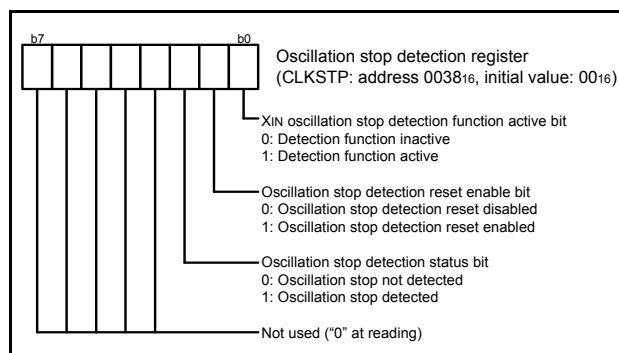 b7 b0
Oscillation stop detection register
(CLKSTP: address 0038₁₆, initial value: 00₁₆)
XIN oscillation stop detection function active bit
0: Detection function inactive
1: Detection function active
Oscillation stop detection reset enable bit
0: Oscillation stop detection reset disabled
1: Oscillation stop detection reset enabled
Oscillation stop detection status bit
0: Oscillation stop not detected
1: Oscillation stop detected
Not used (“0” at reading)